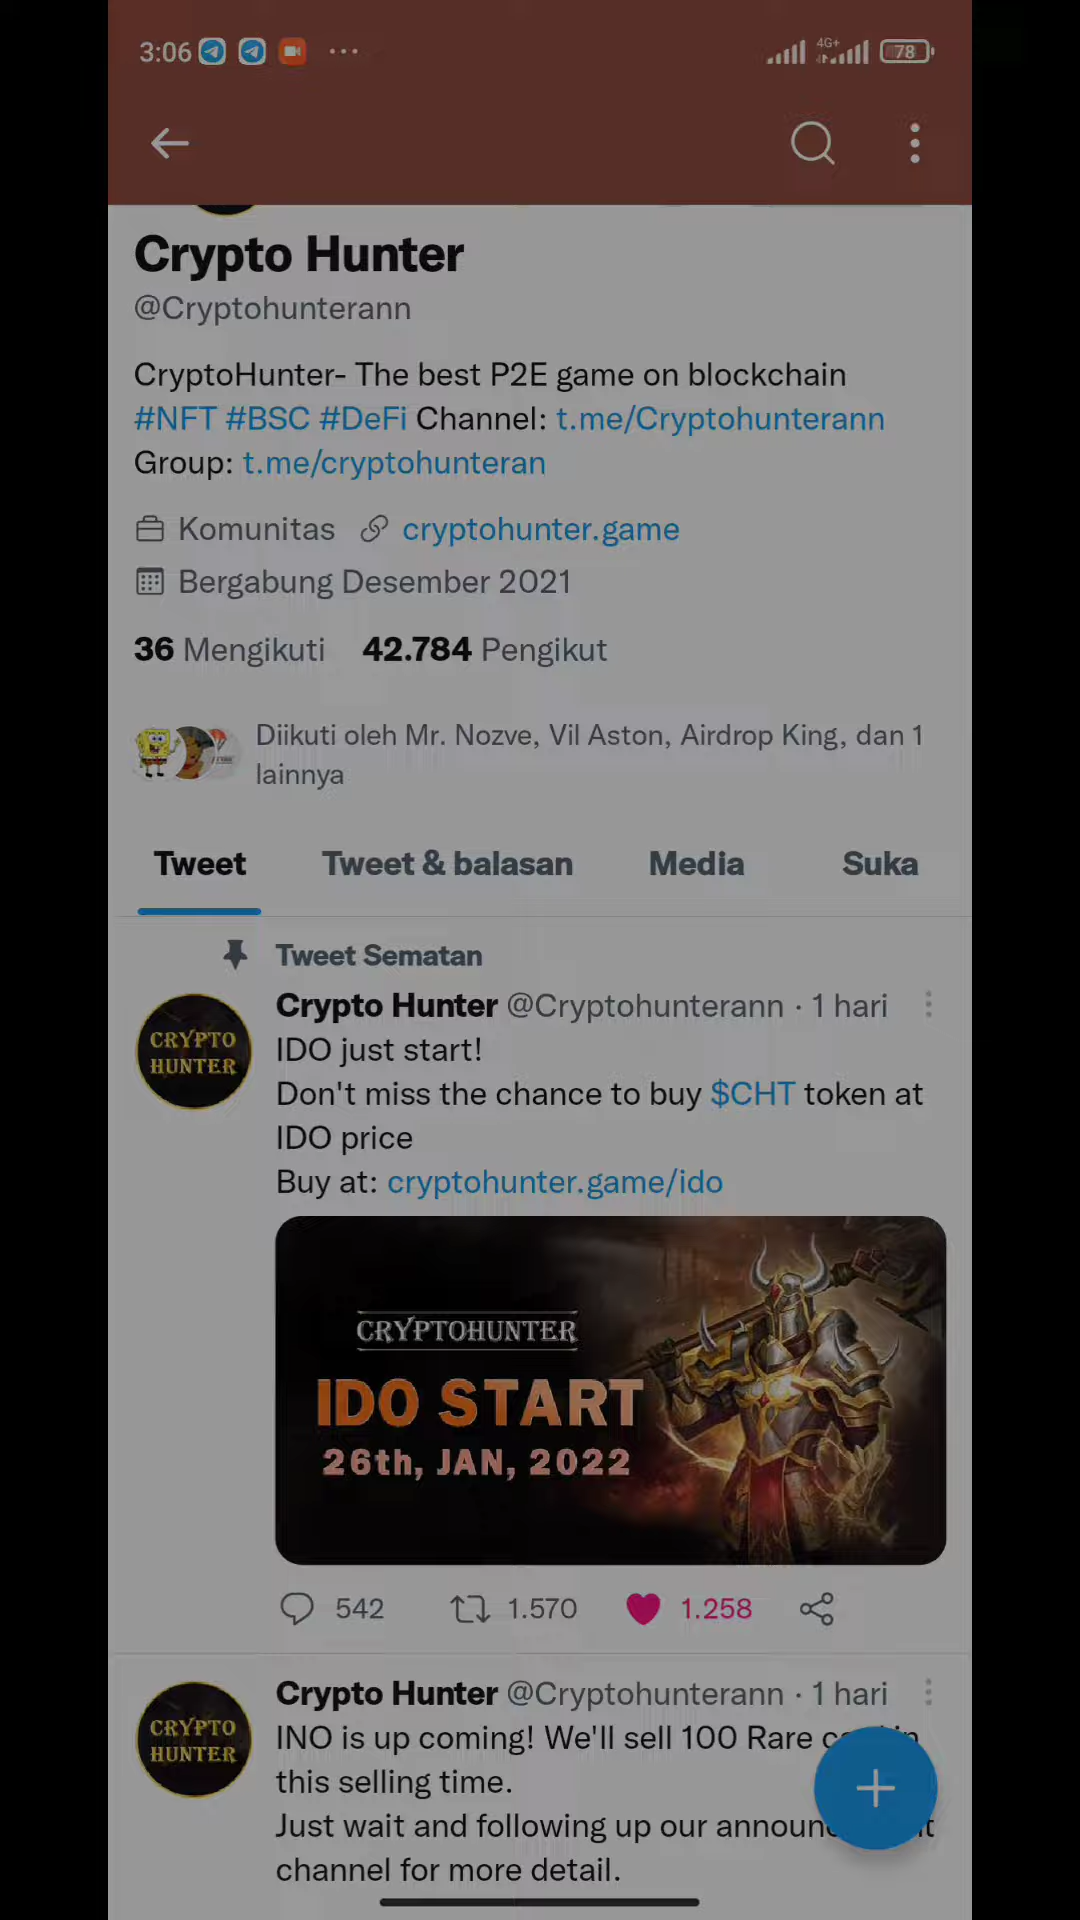 3:06
4G+
78
Crypto Hunter
@Cryptohunterann
CryptoHunter- The best P2E game on blockchain
#NFT #BSC #DeFi Channel: t.me/Cryptohunterann
Group: t.me/cryptohunteran
Komunitas cryptohunter.game
Bergabung Desember 2021
36 Mengikuti 42.784 Pengikut
Diikuti oleh Mr. Nozve, Vil Aston, Airdrop King, dan 1
lainnya
Tweet Tweet & balasan Media Suka
Tweet Sematan
Crypto Hunter @Cryptohunterann · 1 hari
CRYPTO
HUNTER
IDO just start!
Don't miss the chance to buy $CHT token at
IDO price
Buy at: cryptohunter.game/ido
CRYPTOHUNTER
IDO START
26th, JAN, 2022
542 1.570 1.258
Crypto Hunter @Cryptohunterann · 1 hari
CRYPTO
HUNTER
INO is up coming! We'll sell 100 Rare in
this selling time.
Just wait and following up our
channel for more detail.